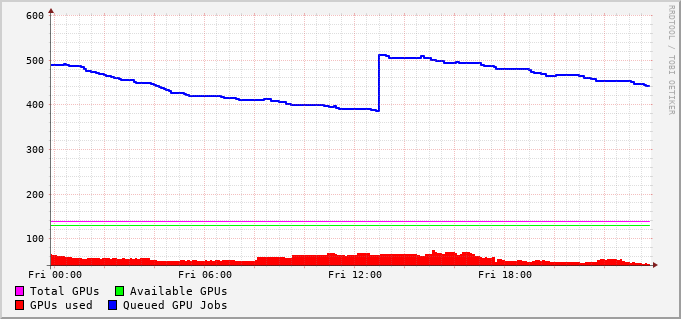 600
500
400
300
200
100
Fri 00:00 Fri 06:00 Fri 12:00 Fri 18:00
Total GPUs Available GPUs
GPUs used Queued GPU Jobs
RRDTOOL / TOBI OETIKER